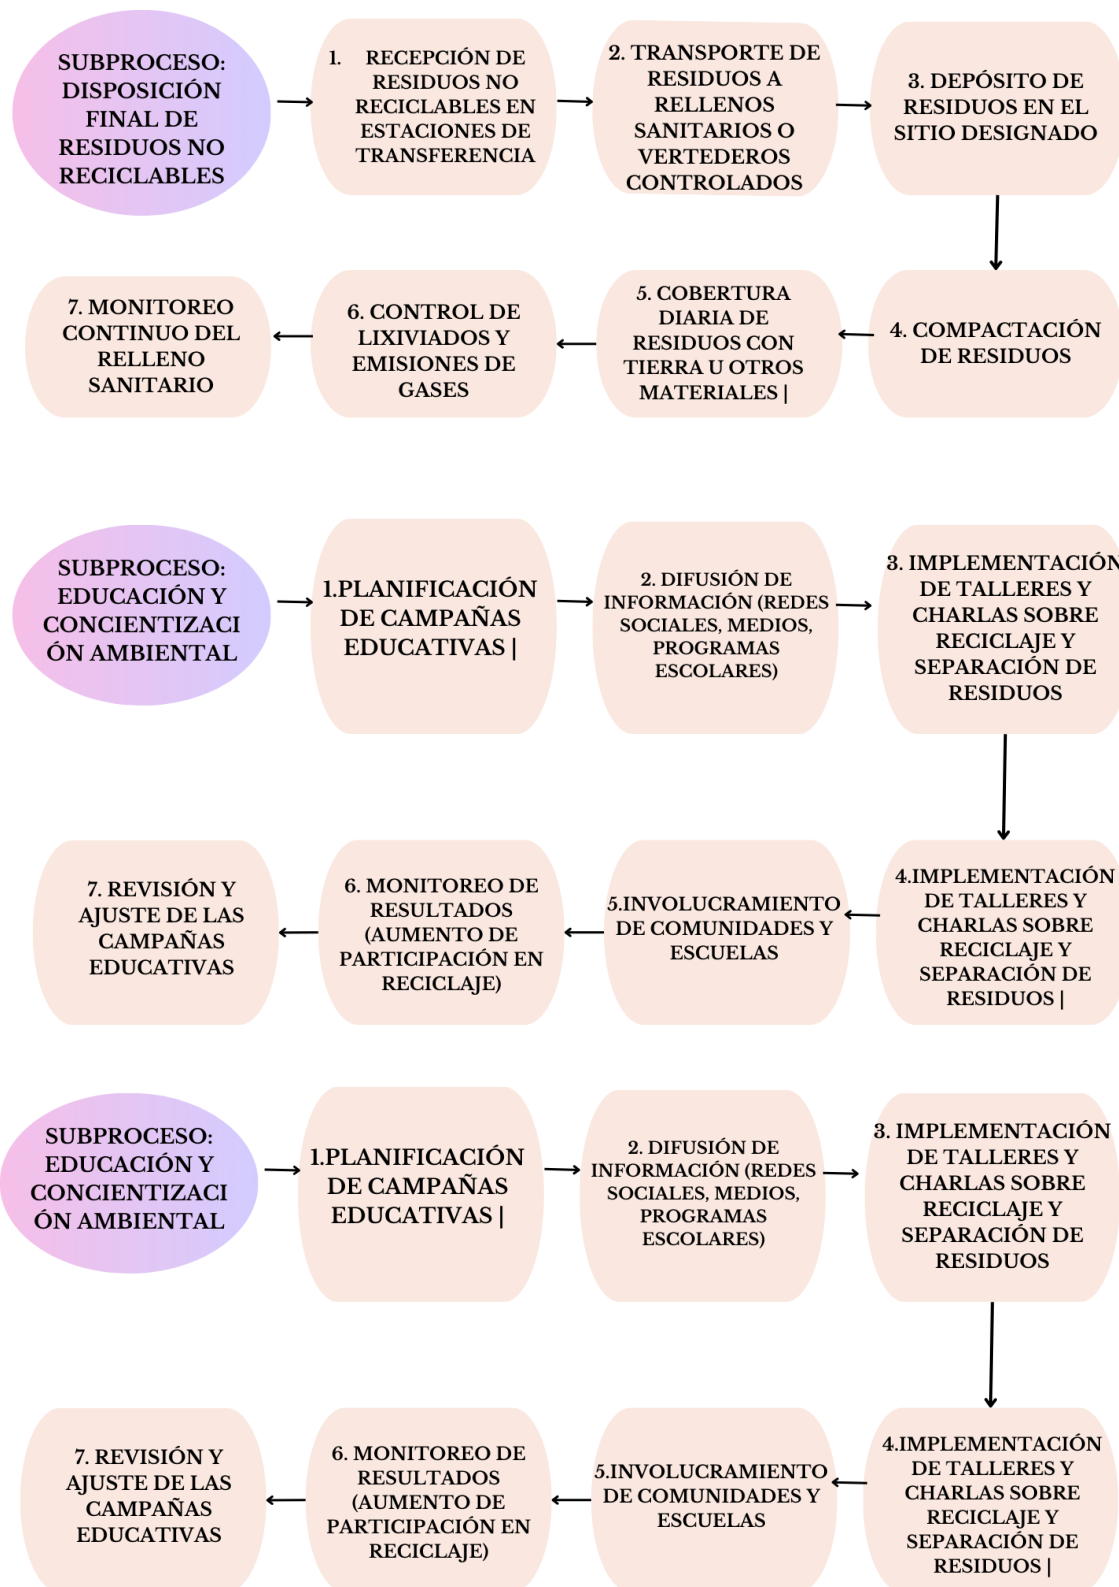 SUBPROCESO:
DISPOSICIÓN
FINAL DE
RESIDUOS NO
RECICLABLES
1. RECEPCIÓN DE
RESIDUOS NO
RECICLABLES EN
ESTACIONES DE
TRANSFERENCIA
2. TRANSPORTE DE
RESIDUOS A
RELLENOS
SANITARIOS O
VERTEDEROS
CONTROLADOS
3. DEPÓSITO DE
RESIDUOS EN EL
SITIO DESIGNADO
7. MONITOREO
CONTINUO DEL
RELLENO
SANITARIO
6. CONTROL DE
LIXIVIADOS Y
EMISIONES DE
GASES
5. COBERTURA
DIARIA DE
RESIDUOS CON
TIERRA U OTROS
MATERIALES |
4. COMPACTACIÓN
DE RESIDUOS
SUBPROCESO:
EDUCACIÓN Y
CONCIENTIZACI
ÓN AMBIENTAL
1.PLANIFICACIÓN
DE CAMPAÑAS
EDUCATIVAS |
2. DIFUSIÓN DE
INFORMACIÓN (REDES
SOCIALES, MEDIOS,
PROGRAMAS
ESCOLARES)
3. IMPLEMENTACIÓN
DE TALLERES Y
CHARLAS SOBRE
RECICLAJE Y
SEPARACIÓN DE
RESIDUOS
7. REVISIÓN Y
AJUSTE DE LAS
CAMPAÑAS
EDUCATIVAS
6. MONITOREO DE
RESULTADOS
(AUMENTO DE
PARTICIPACIÓN EN
RECICLAJE)
5.INVOLUCRAMIENTO
DE COMUNIDADES Y
ESCUELAS
4.IMPLEMENTACIÓN
DE TALLERES Y
CHARLAS SOBRE
RECICLAJE Y
SEPARACIÓN DE
RESIDUOS |
SUBPROCESO:
EDUCACIÓN Y
CONCIENTIZACI
ÓN AMBIENTAL
1.PLANIFICACIÓN
DE CAMPAÑAS
EDUCATIVAS |
2. DIFUSIÓN DE
INFORMACIÓN (REDES
SOCIALES, MEDIOS,
PROGRAMAS
ESCOLARES)
3. IMPLEMENTACIÓN
DE TALLERES Y
CHARLAS SOBRE
RECICLAJE Y
SEPARACIÓN DE
RESIDUOS
7. REVISIÓN Y
AJUSTE DE LAS
CAMPAÑAS
EDUCATIVAS
6. MONITOREO DE
RESULTADOS
(AUMENTO DE
PARTICIPACIÓN EN
RECICLAJE)
5.INVOLUCRAMIENTO
DE COMUNIDADES Y
ESCUELAS
4.IMPLEMENTACIÓN
DE TALLERES Y
CHARLAS SOBRE
RECICLAJE Y
SEPARACIÓN DE
RESIDUOS |